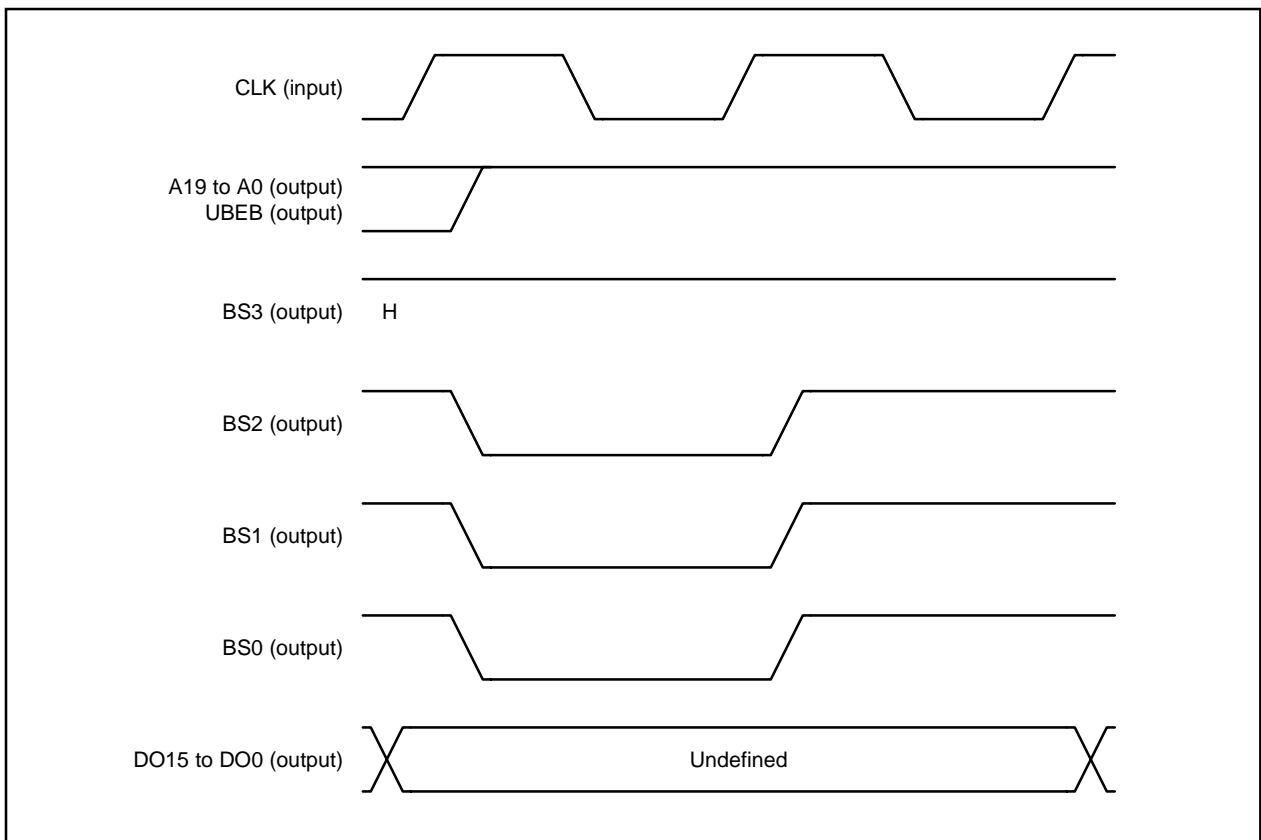 CLK (input)
A19 to A0 (output)
UBEB (output)
BS3 (output) H
BS2 (output)
BS1 (output)
BS0 (output)
DO15 to DO0 (output) Undefined